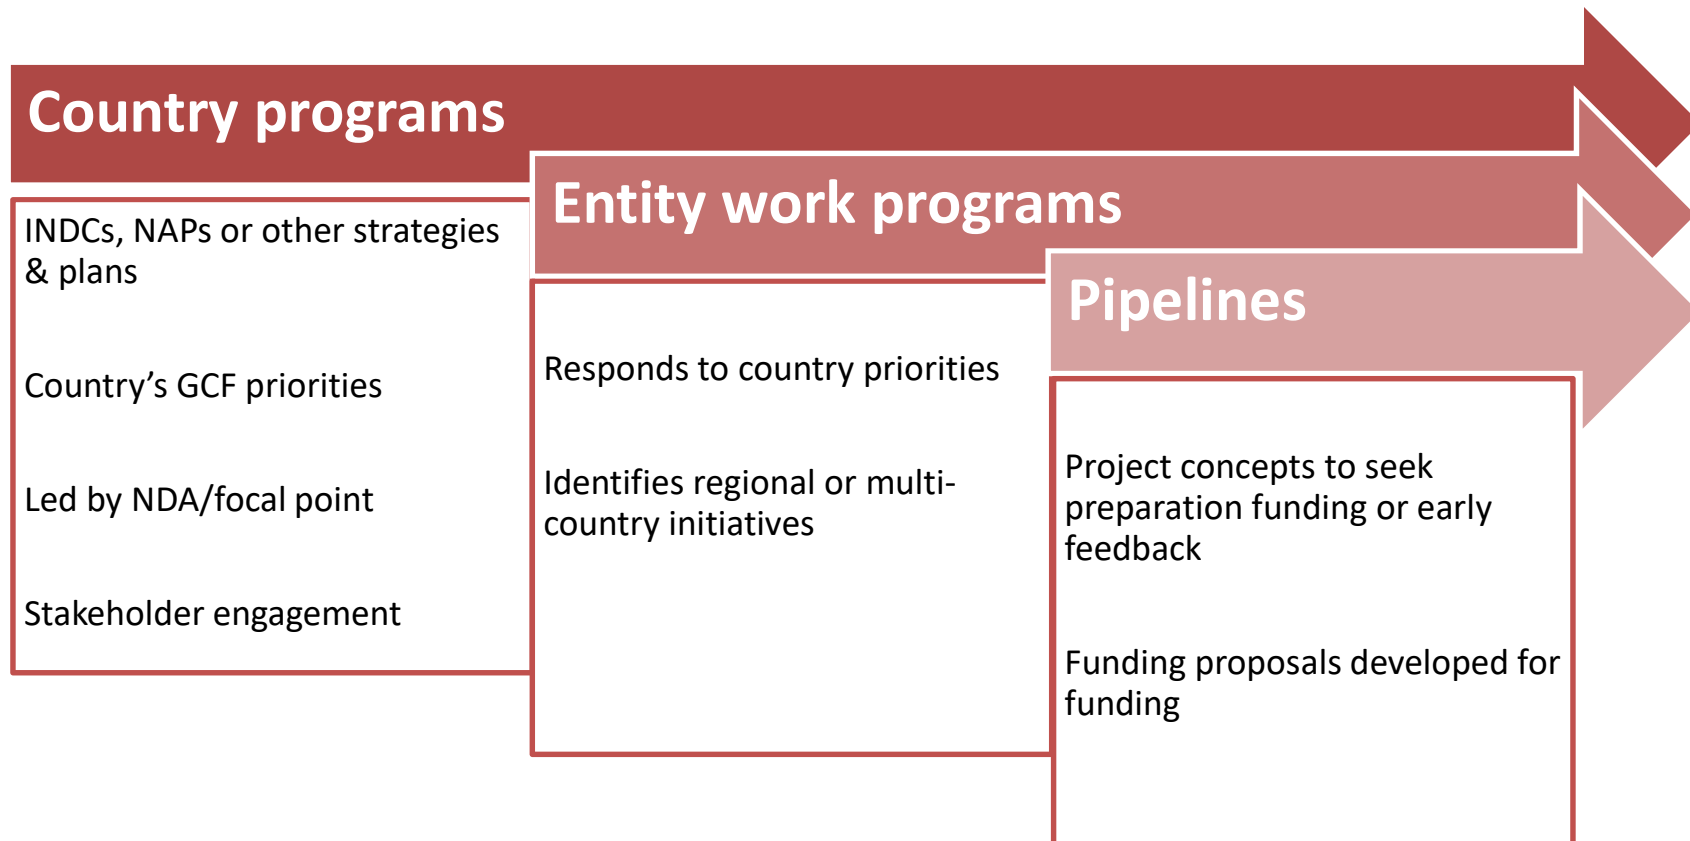 Country programs
INDCs, NAPs or other strategies
& plans
Country’s GCF priorities
Led by NDA/focal point
Stakeholder engagement
Entity work programs
Responds to country priorities
Identifies regional or multi-
country initiatives
Pipelines
Project concepts to seek
preparation funding or early
feedback
Funding proposals developed for
funding